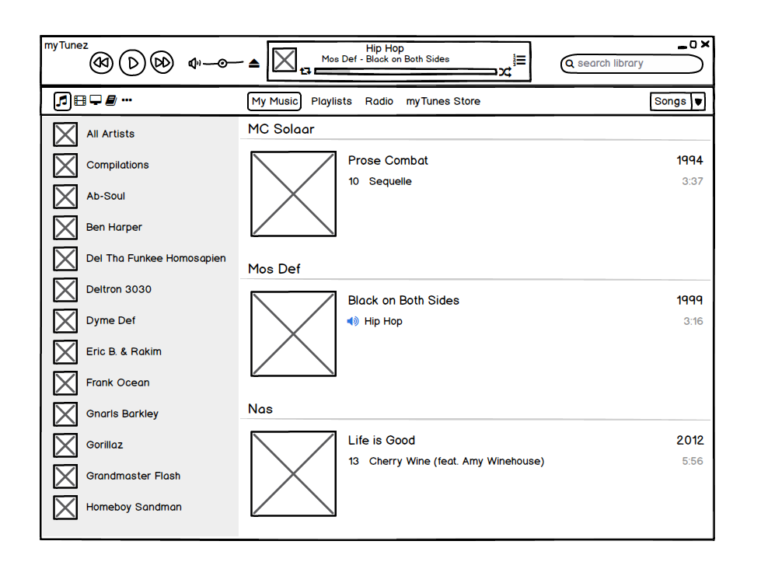 myTunez
Hip Hop
Mos Def - Black on Both Sides
search library
My Music Playlists Radio myTunes Store
Songs
All Artists
Compilations
Ab-Soul
Ben Harper
Del Tha Funkee Homosapien
Deltron 3030
Dyme Def
Eric B. & Rakim
Frank Ocean
Gnarls Barkley
Gorillaz
Grandmaster Flash
Homeboy Sandman
MC Solaar
Prose Combat 1994
10 Sequelle 3:37
Mos Def
Black on Both Sides 1999
Hip Hop 3:16
Nas
Life is Good 2012
13 Cherry Wine (feat. Amy Winehouse) 5:56